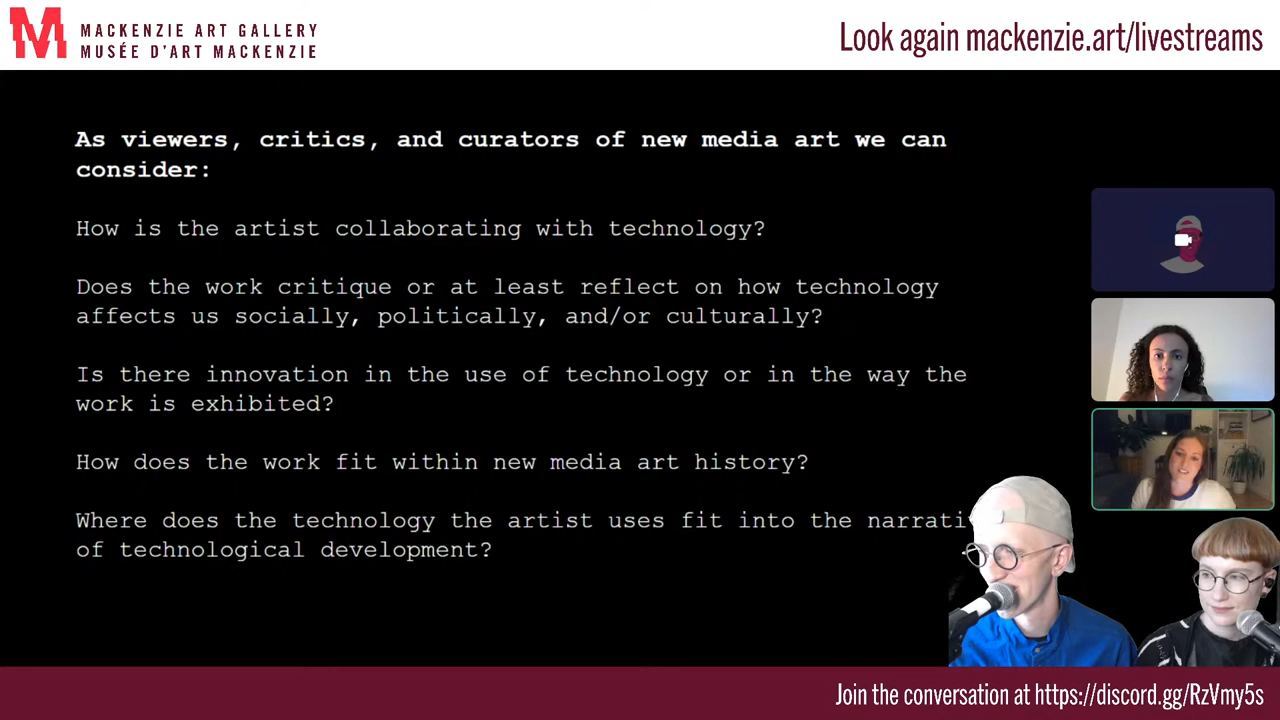 MACKENZIE ART GALLERY
MUSÉE D'ART MACKENZIE
Look again mackenzie.art/livestreams
As viewers, critics, and curators of new media art we can
consider:
How is the artist collaborating with technology?
Does the work critique or at least reflect on how technology
affects us socially, politically, and/or culturally?
Is there innovation in the use of technology or in the way the
work is exhibited?
How does the work fit within new media art history?
Where does the technology the artist uses fit into the narrati
of technological development?
Join the conversation at https://discord.gg/RzVmy5s